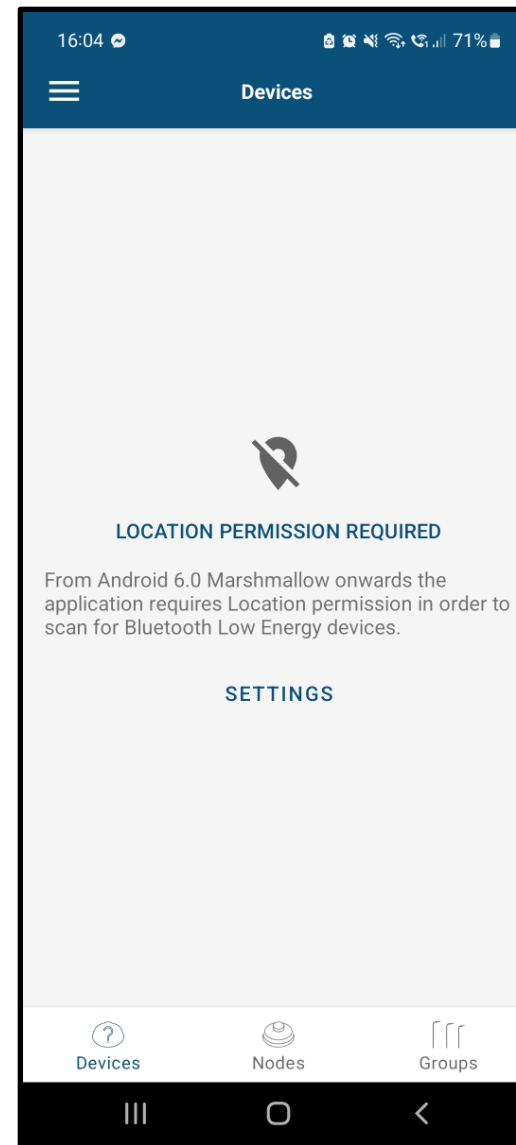 16:04 71%
Devices
LOCATION PERMISSION REQUIRED
From Android 6.0 Marshmallow onwards the
application requires Location permission in order to
scan for Bluetooth Low Energy devices.
SETTINGS
Devices Nodes Groups